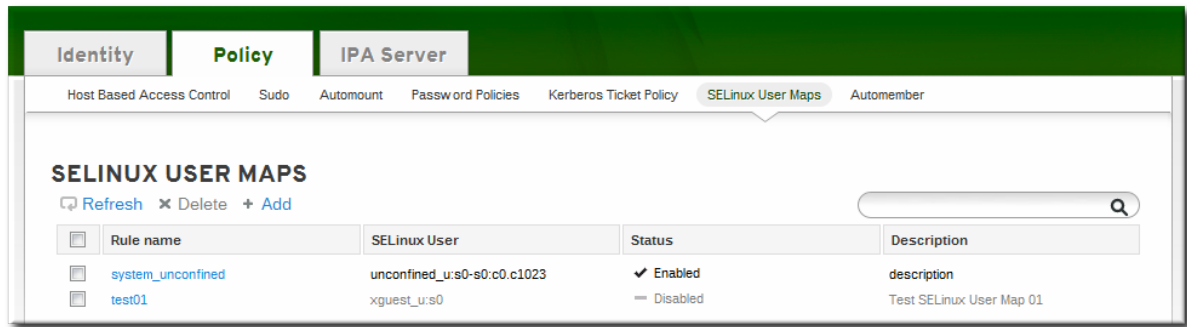 Identity Policy IPA Server
Host Based Access Control Sudo Automount Password Policies Kerberos Ticket Policy SELinux User Maps Automember
SELINUX USER MAPS
Refresh Delete Add
Rule name SELinux User Status Description
system_unconfined unconfined_u:s0-s0:c0.c1023 Enabled description
test01 xguest_u:s0 Disabled Test SELinux User Map 01